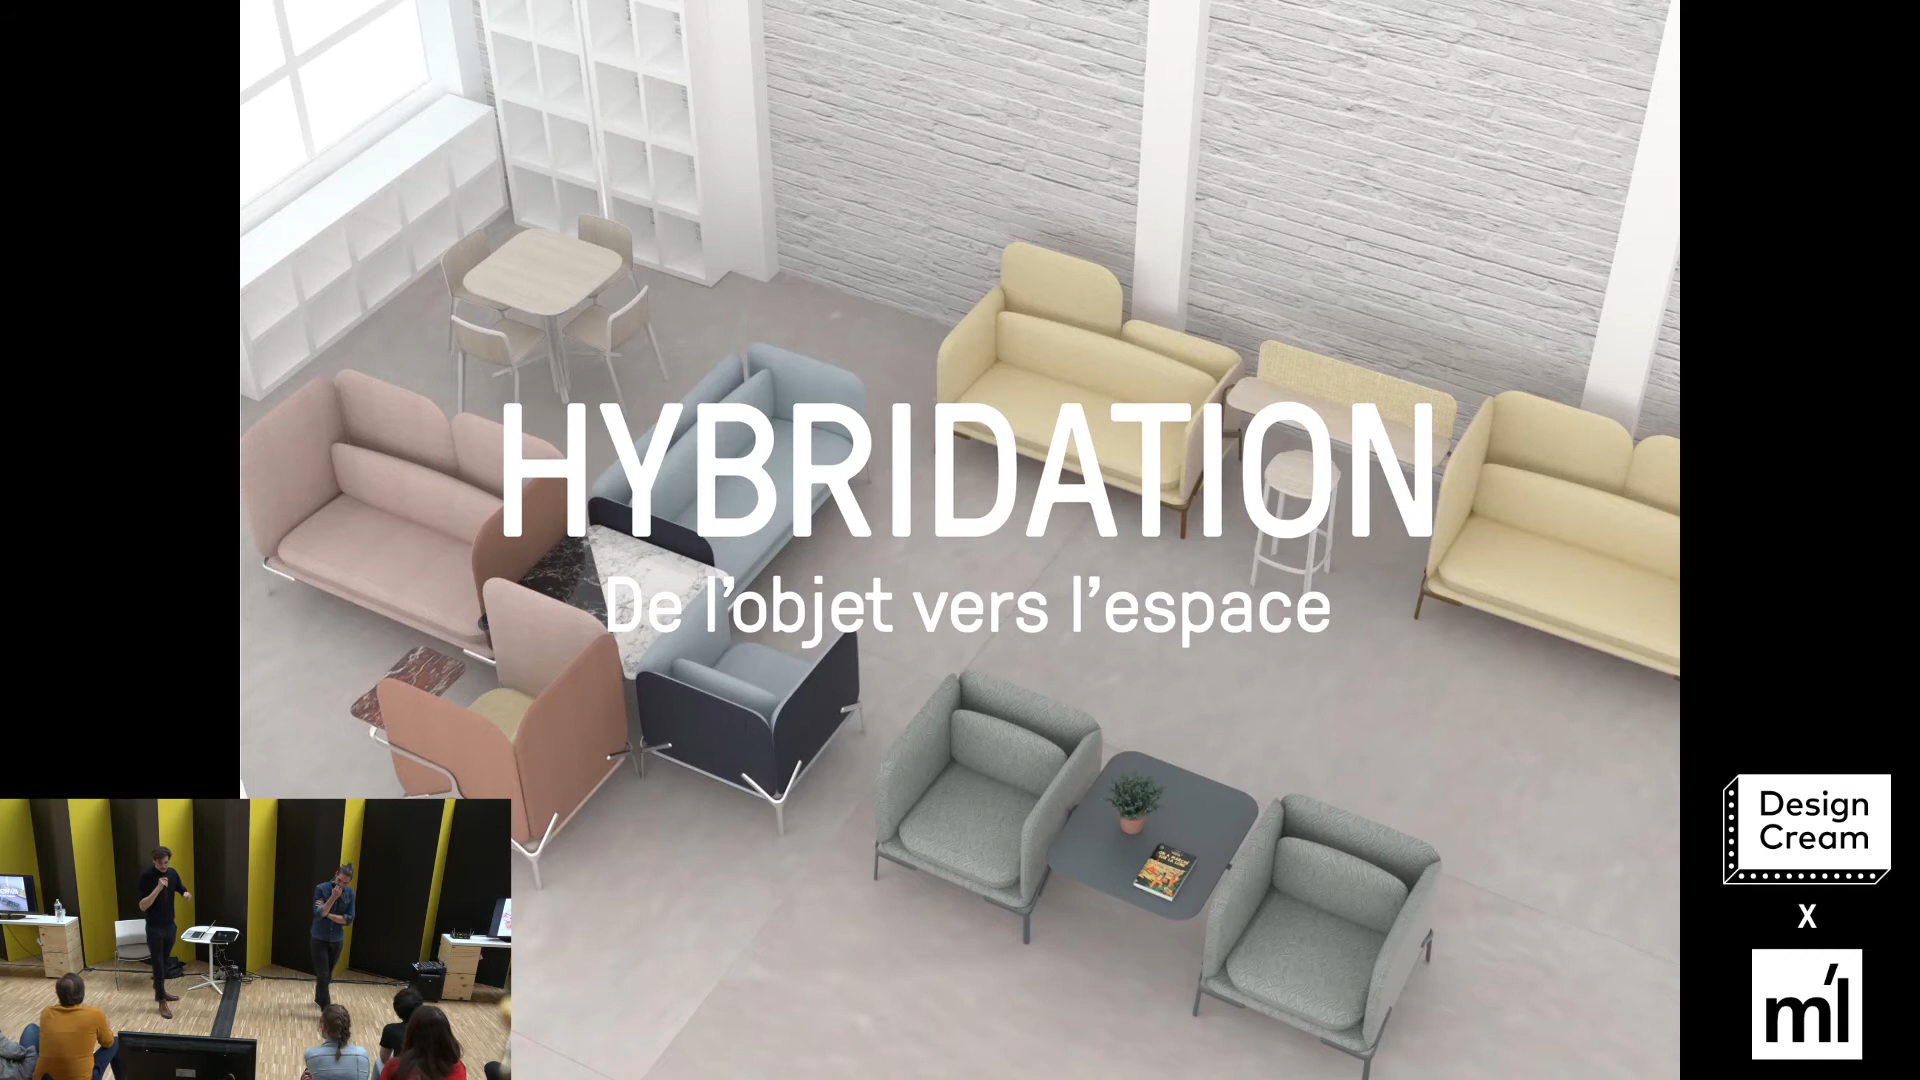 HYBRIDATION
De l'objet vers l'espace
Design
Cream
X
m'l